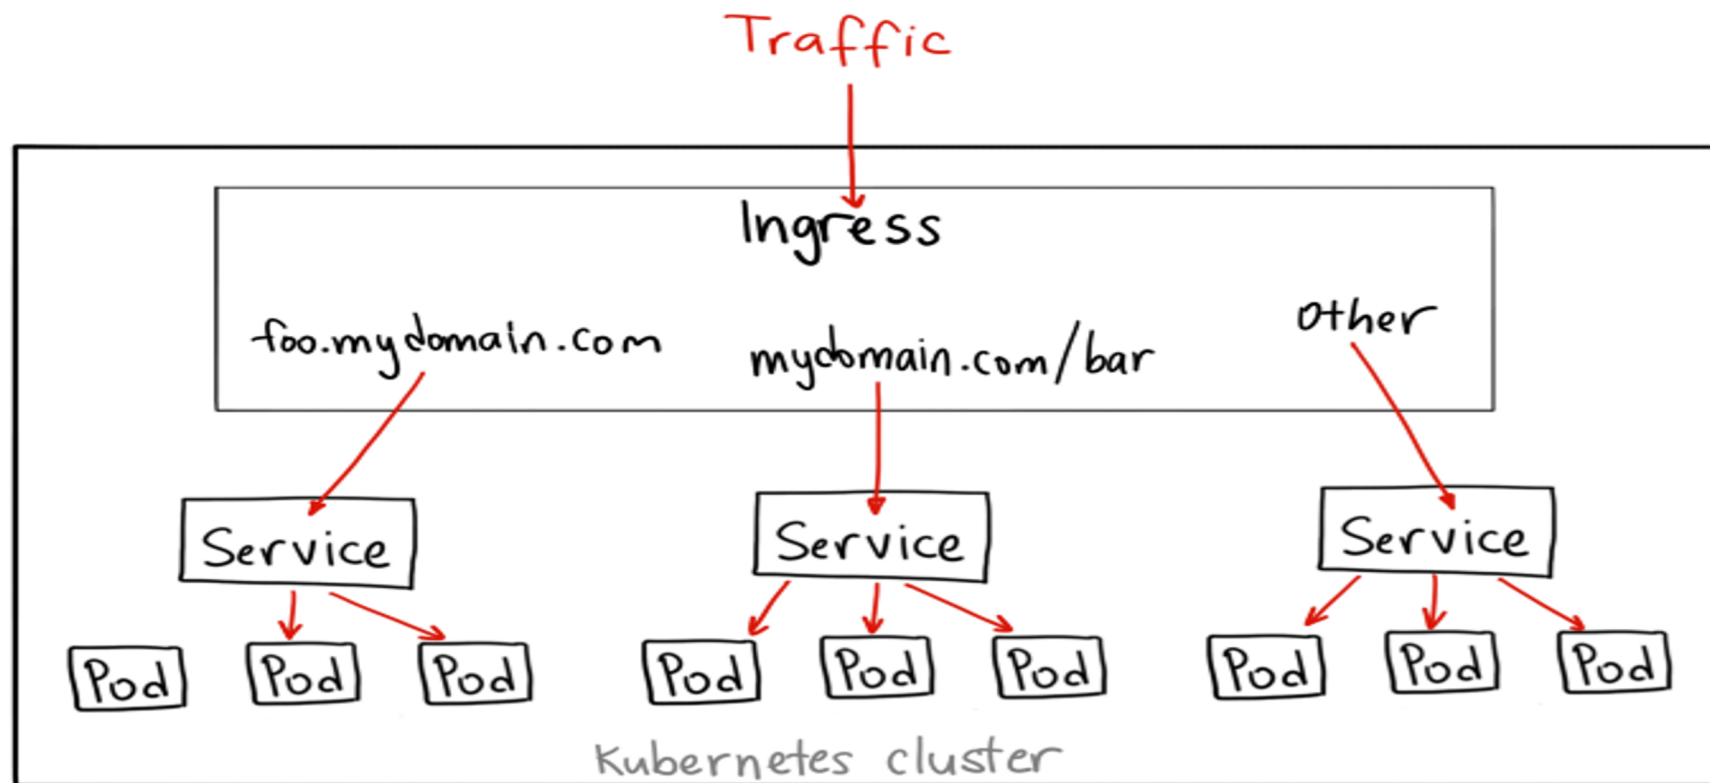 Traffic
Ingress
foo.mydomain.com
mydomain.com/bar
other
Service
Service
Service
Pod
Pod
Pod
Pod
Pod
Pod
Pod
Pod
Pod
Kubernetes cluster